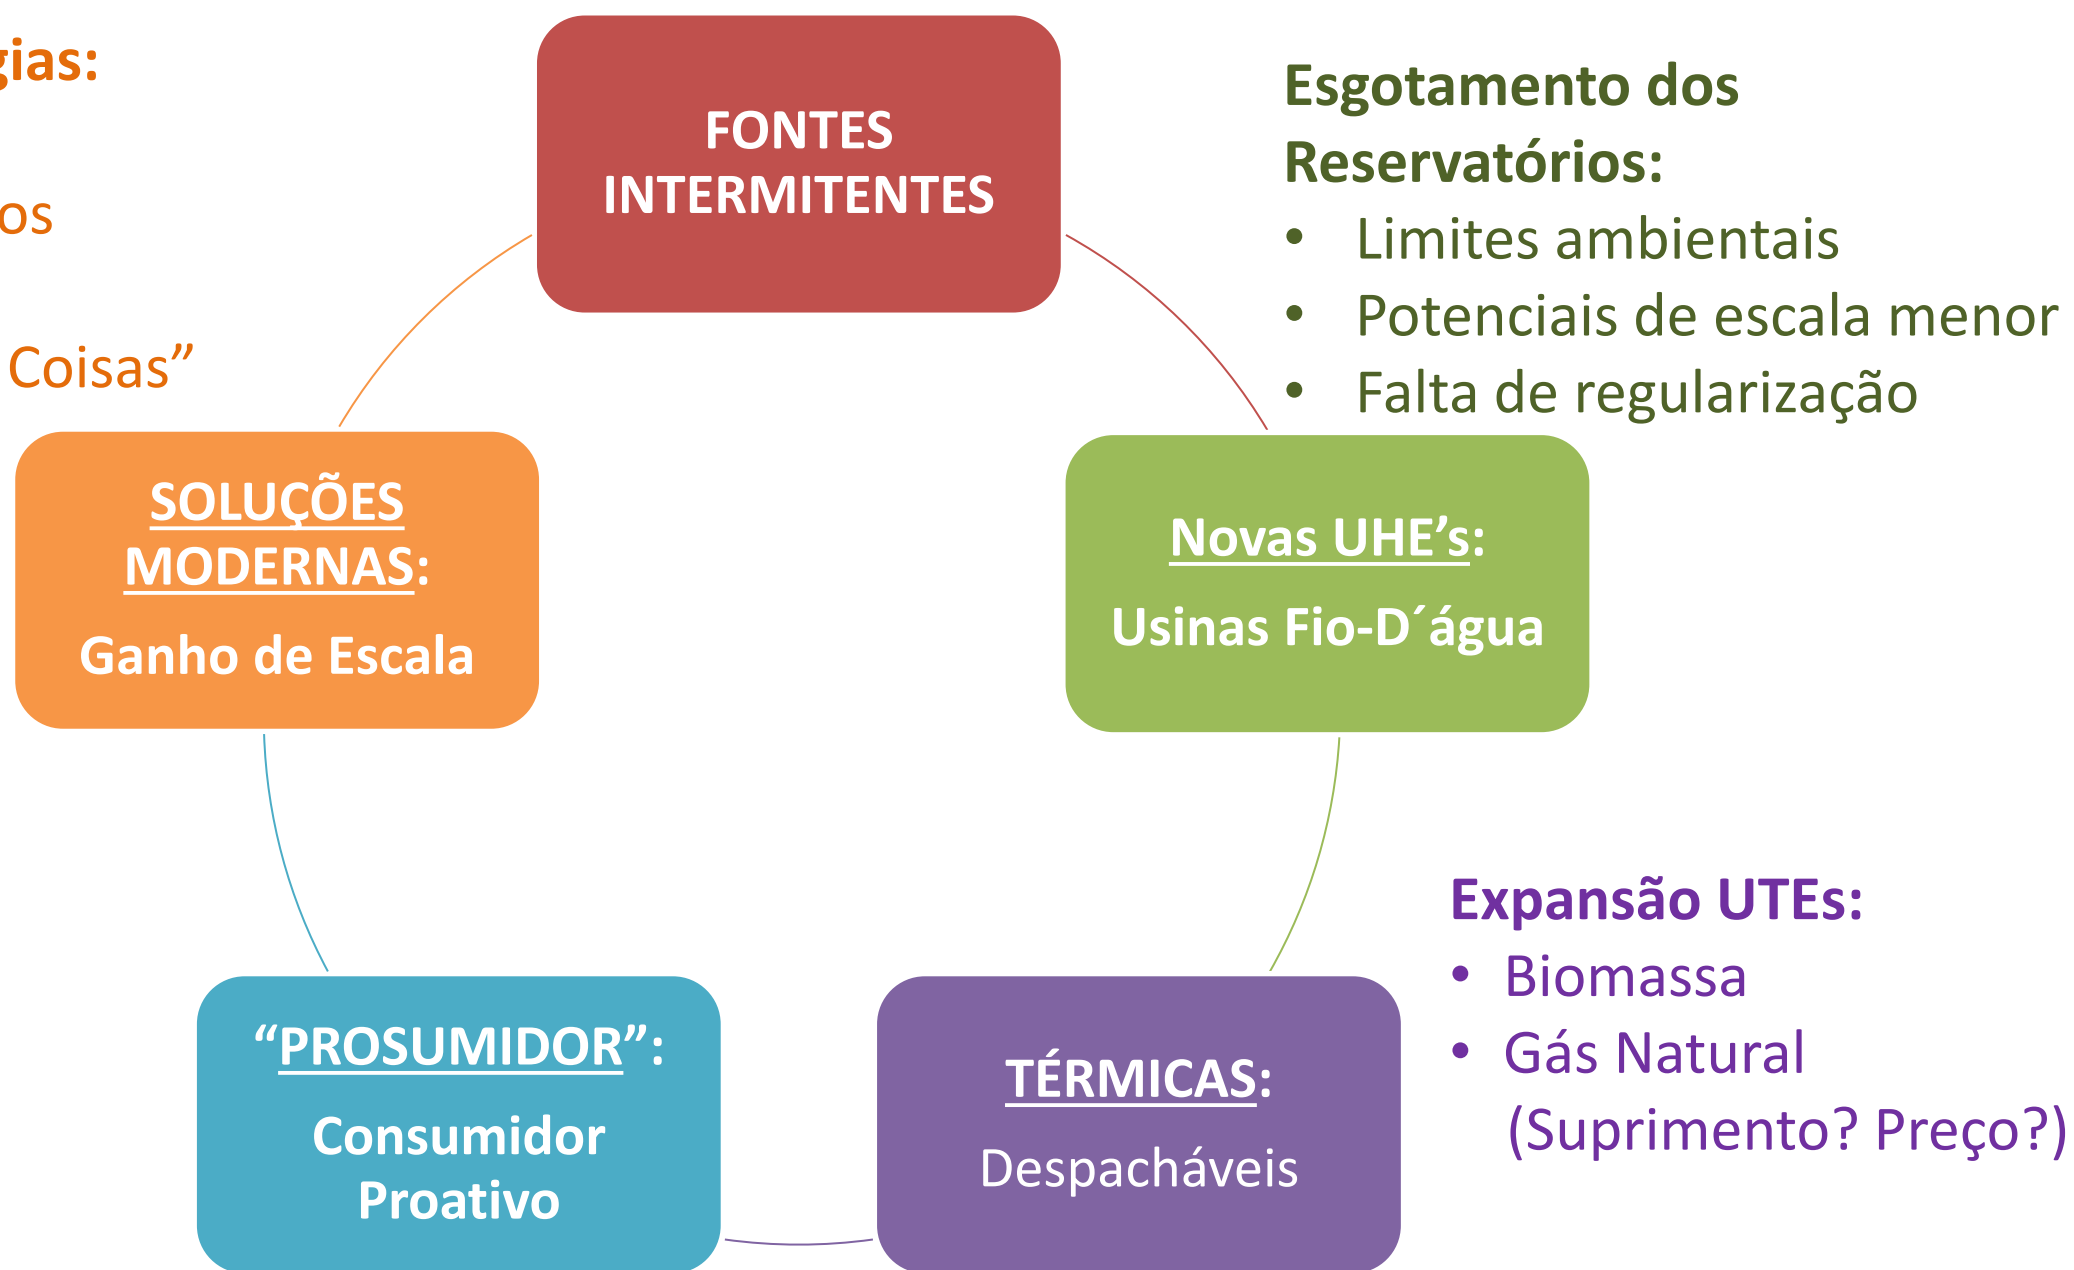 gias:
os
Coisas”
FONTES
INTERMITENTES
Esgotamento dos
Reservatórios:
• Limites ambientais
• Potenciais de escala menor
• Falta de regularização
SOLUÇÕES
MODERNAS:
Ganho de Escala
Novas UHE’s:
Usinas Fio-D´água
“PROSUMIDOR”:
Consumidor
Proativo
TÉRMICAS:
Despacháveis
Expansão UTEs:
• Biomassa
• Gás Natural
(Suprimento? Preço?)